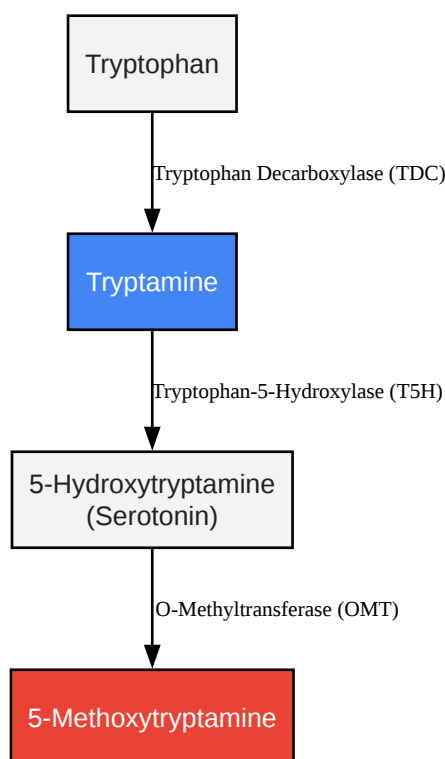 Tryptophan
Tryptophan Decarboxylase (TDC)
Tryptamine
Tryptophan-5-Hydroxylase (T5H)
5-Hydroxytryptamine
(Serotonin)
O-Methyltransferase (OMT)
5-Methoxytryptamine